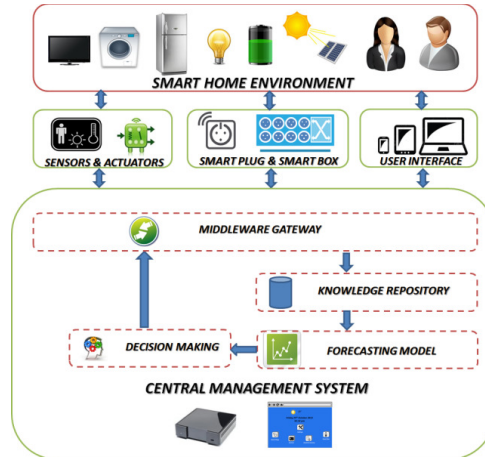 SMART HOME ENVIRONMENT
SENSORS & ACTUATORS
SMART PLUG & SMART BOX
USER INTERFACE
MIDDLEWARE GATEWAY
KNOWLEDGE REPOSITORY
DECISION MAKING
FORECASTING MODEL
CENTRAL MANAGEMENT SYSTEM